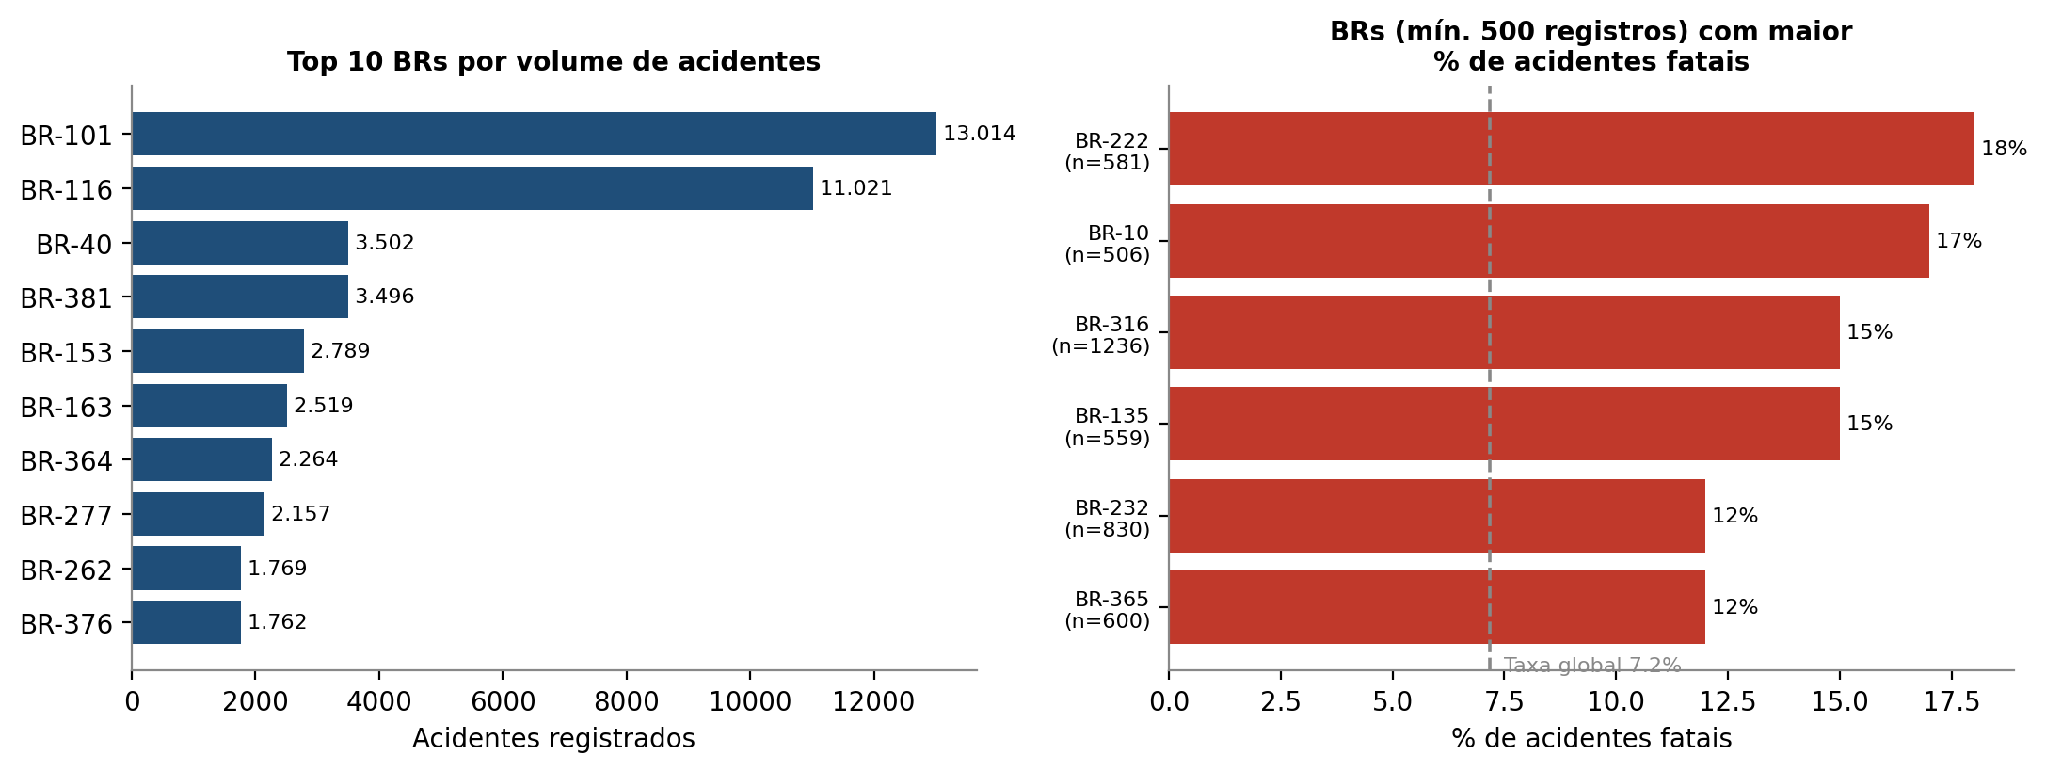 Top 10 BRs por volume de acidentes
BR-101
13.014
BR-116
11.021
BR-40
3.502
BR-381
3.496
BR-153
2.789
BR-163
2.519
BR-364
2.264
BR-277
2.157
BR-262
1.769
BR-376
1.762
0 2000 4000 6000 8000 10000 12000
Acidentes registrados
BRs (mín. 500 registros) com maior
% de acidentes fatais
BR-222
(n=581)
18%
BR-10
(n=506)
17%
BR-316
(n=1236)
15%
BR-135
(n=559)
15%
BR-232
(n=830)
12%
BR-365
(n=600)
12%
Taxa global 7.2%
0.0 2.5 5.0 7.5 10.0 12.5 15.0 17.5
% de acidentes fatais